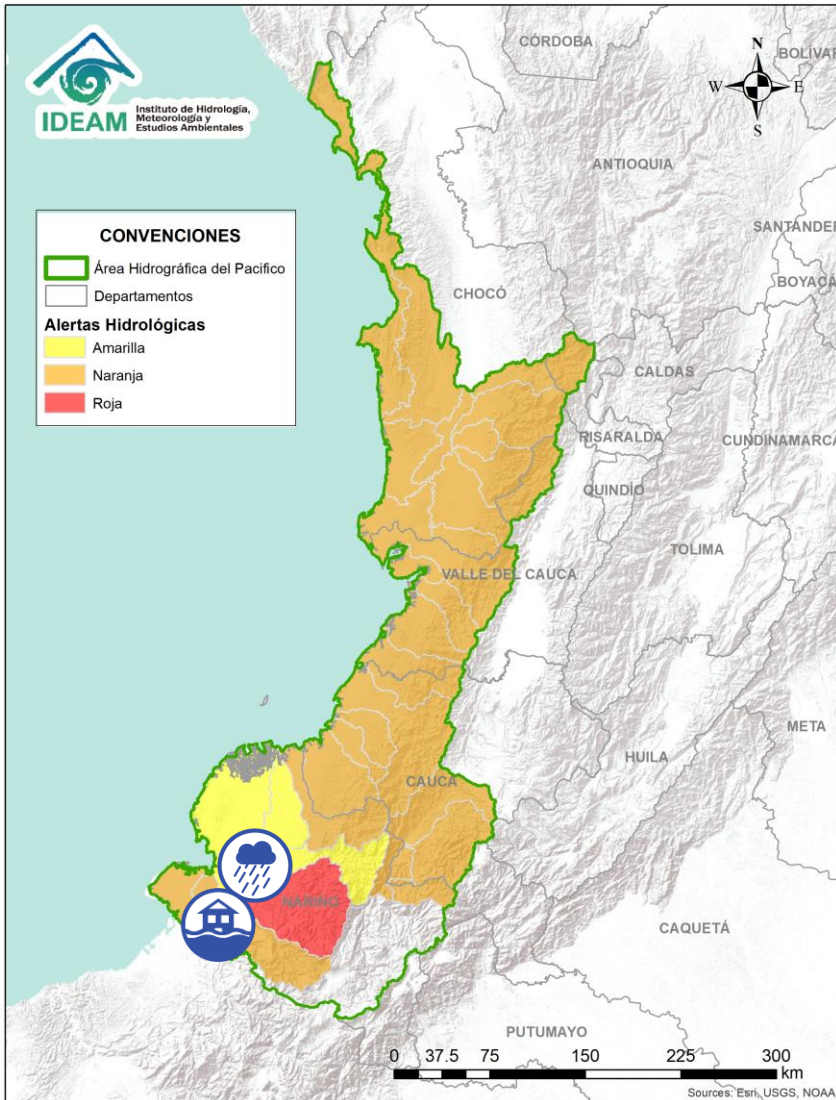 IDEAM
Instituto de Hidrología,
Meteorología y
Estudios Ambientales
N
W
E
S
CÓRDOBA
BOLÍVAR
ANTIOQUIA
SANTANDER
BOYACÁ
CHOCÓ
CALDAS
RISARALDA
CUNDINAMARCA
QUINDÍO
TOLIMA
VALLE DEL CAUCA
META
HUILA
CAUCA
NARIÑO
CAQUETÁ
PUTUMAYO
CONVENCIONES
Área Hidrográfica del Pacifico
Departamentos
Alertas Hidrológicas
Amarilla
Naranja
Roja
0 37.5 75 150 225 300
km
Sources: Esri, USGS, NOAA